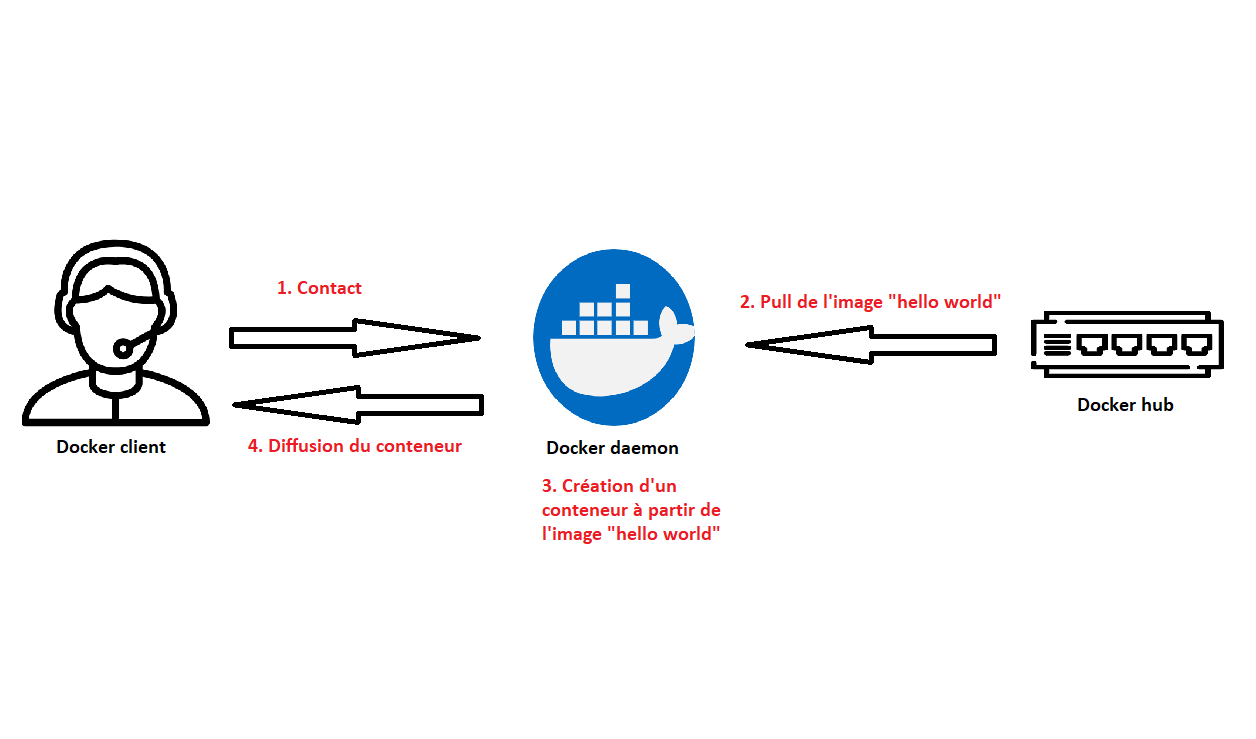 1. Contact
2. Pull de l'image "hello world"
Docker hub
Docker client
4. Diffusion du conteneur
Docker daemon
3. Création d'un
conteneur à partir de
l'image "hello world"